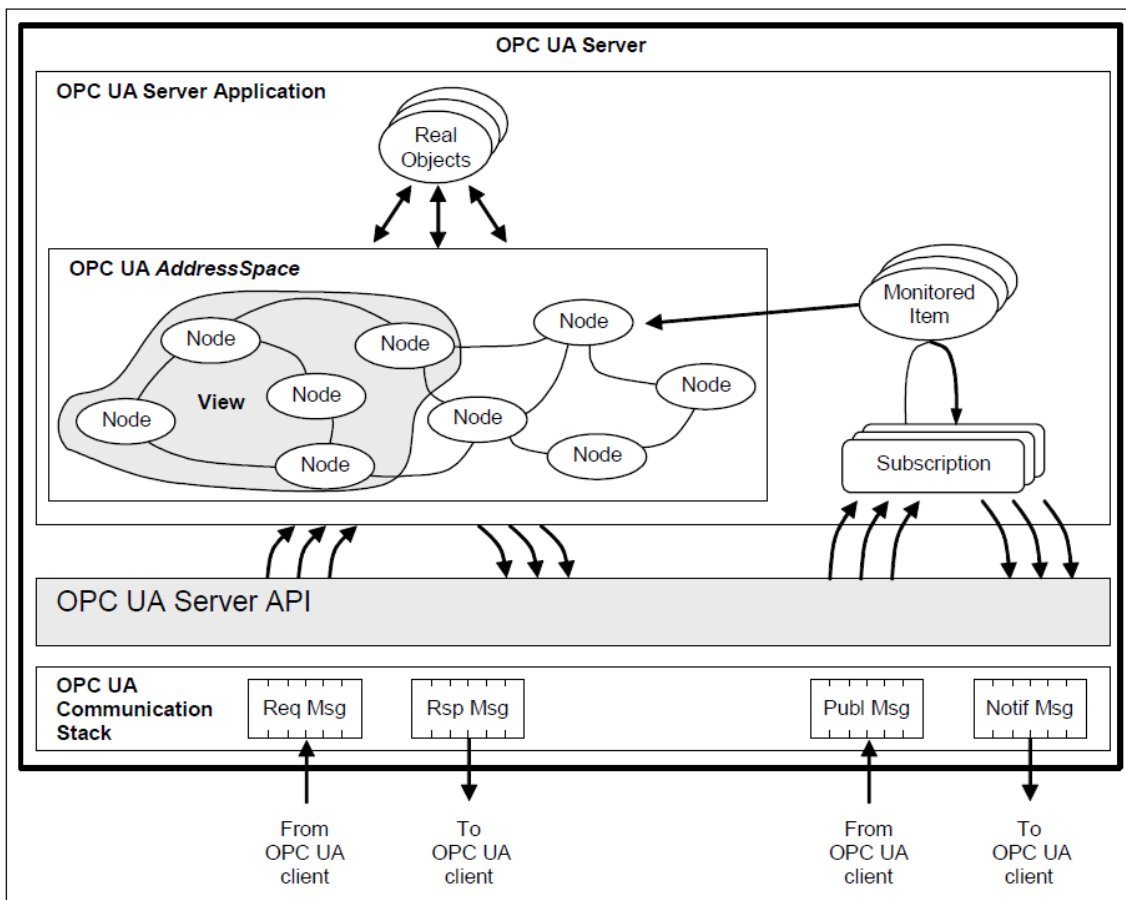 OPC UA Server
OPC UA Server Application
Real
Objects
OPC UA AddressSpace
Monitored
Item
Node
Node
Node
Node
Node
View
Node
Node
Node
Node
Subscription
OPC UA Server API
OPC UA
Communication
Stack
Req Msg
Rsp Msg
Publ Msg
Notif Msg
From
OPC UA
client
To
OPC UA
client
From
OPC UA
client
To
OPC UA
client